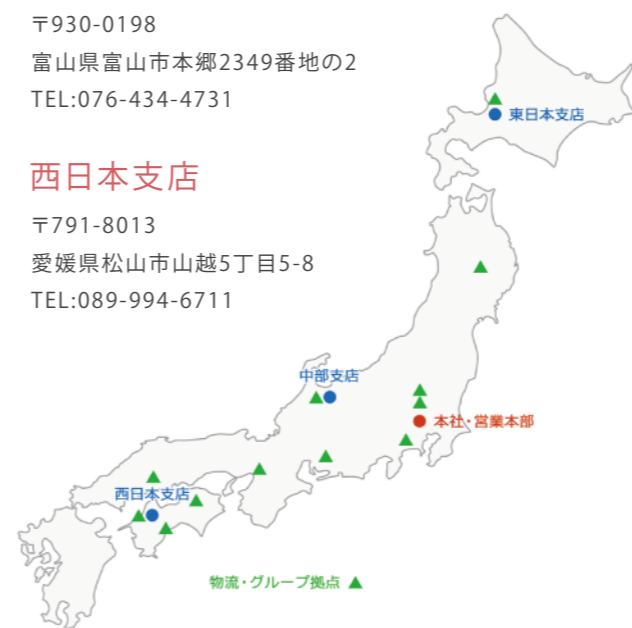 〒930-0198
富山県富山市本郷2349番地の2
TEL:076-434-4731
西日本支店
〒791-8013
愛媛県松山市山越5丁目5-8
TEL:089-994-6711
東日本支店
中部支店
本社・営業本部
西日本支店
物流・グループ拠点